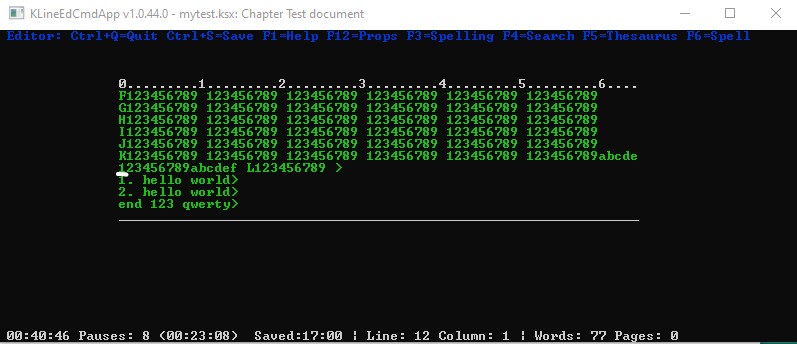 KLineEdCmdApp v1.0.44.0 - mytest.ksx: Chapter Test document
Editor: Ctrl+Q=Quit Ctrl+S=Save F1=Help F12=Props F3=Spelling F4=Search F5=Thesaurus F6=Spell
0.........1.........2.........3.........4.........5.........6....
F123456789 123456789 123456789 123456789 123456789 123456789
G123456789 123456789 123456789 123456789 123456789 123456789
H123456789 123456789 123456789 123456789 123456789 123456789
I123456789 123456789 123456789 123456789 123456789 123456789
J123456789 123456789 123456789 123456789 123456789 123456789
K123456789 123456789 123456789 123456789 123456789 123456789abcde
123456789abcdef L123456789 >
1. hello world>
2. hello world>
end 123 qwerty>
00:40:46 Pauses: 8 (00:23:08)  Saved:17:00 ¦ Line: 12 Column: 1 ¦ Words: 77 Pages: 0